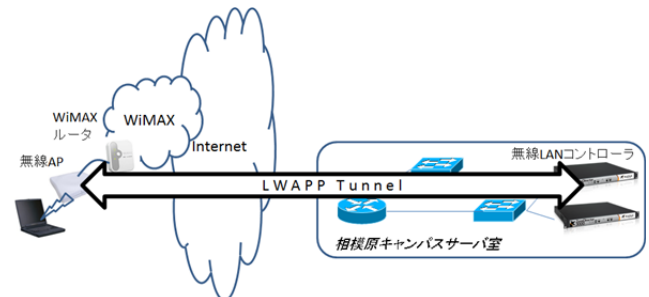 WiMAX
ルータ
WiMAX
Internet
無線AP
無線LANコントローラ
LWAPP Tunnel
相模原キャンパスサーバ室